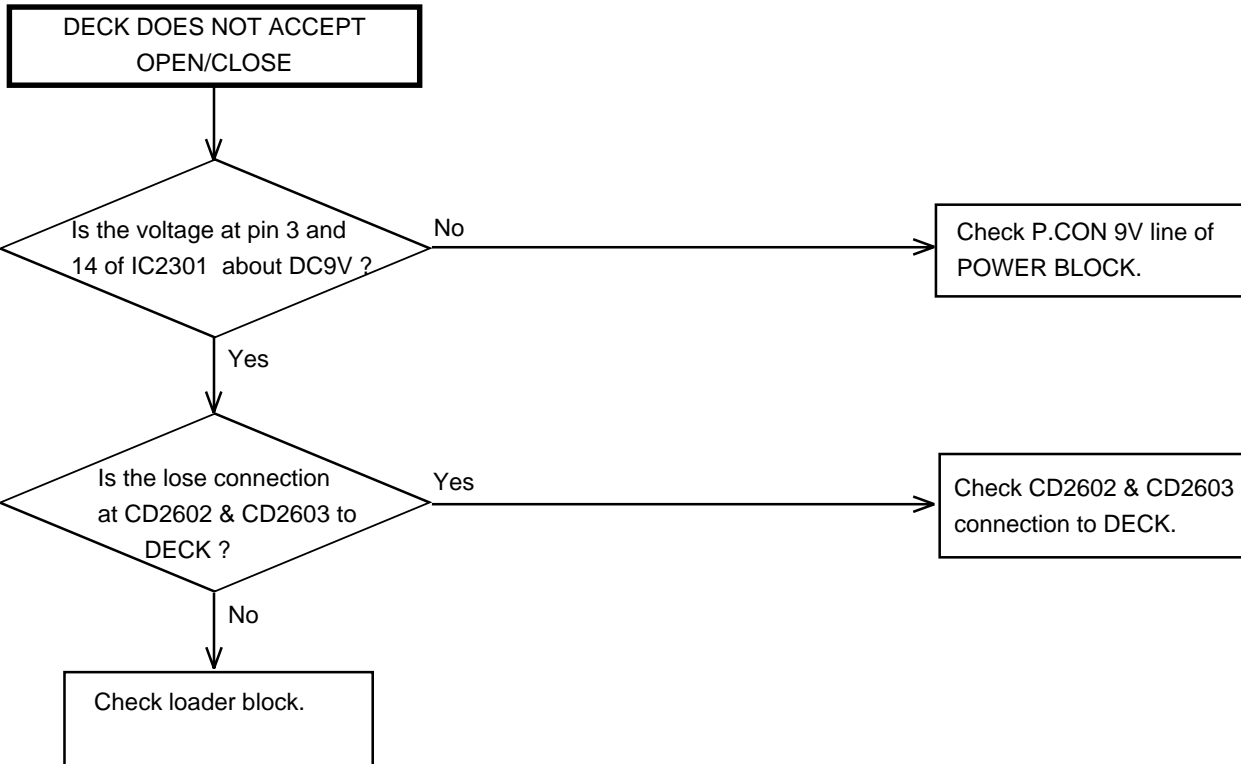 DECK DOES NOT ACCEPT
OPEN/CLOSE
Is the voltage at pin 3 and
14 of IC2301 about DC9V ?
No
Check P.CON 9V line of
POWER BLOCK.
Yes
Is the lose connection
at CD2602 & CD2603 to
DECK ?
Yes
Check CD2602 & CD2603
connection to DECK.
No
Check loader block.